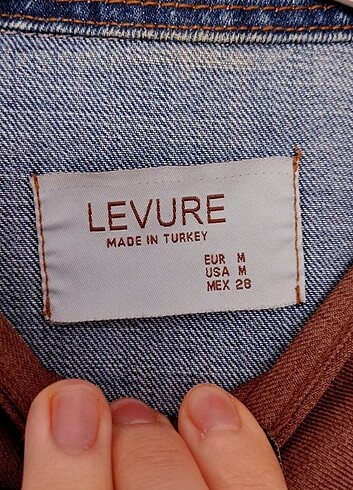 LEVURE
MADE IN TURKEY
EUR M
USA M
MEX 28